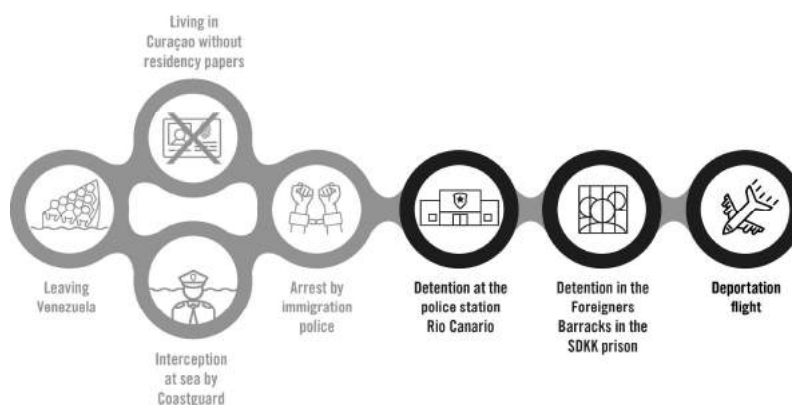 Living in
Curaçao without
residency papers
Leaving
Venezuela
Interception
at sea by
Coastguard
Arrest by
immigration
police
Detention at the
police station
Rio Canario
Detention in the
Foreigners
Barracks in the
SDKK prison
Deportation
flight